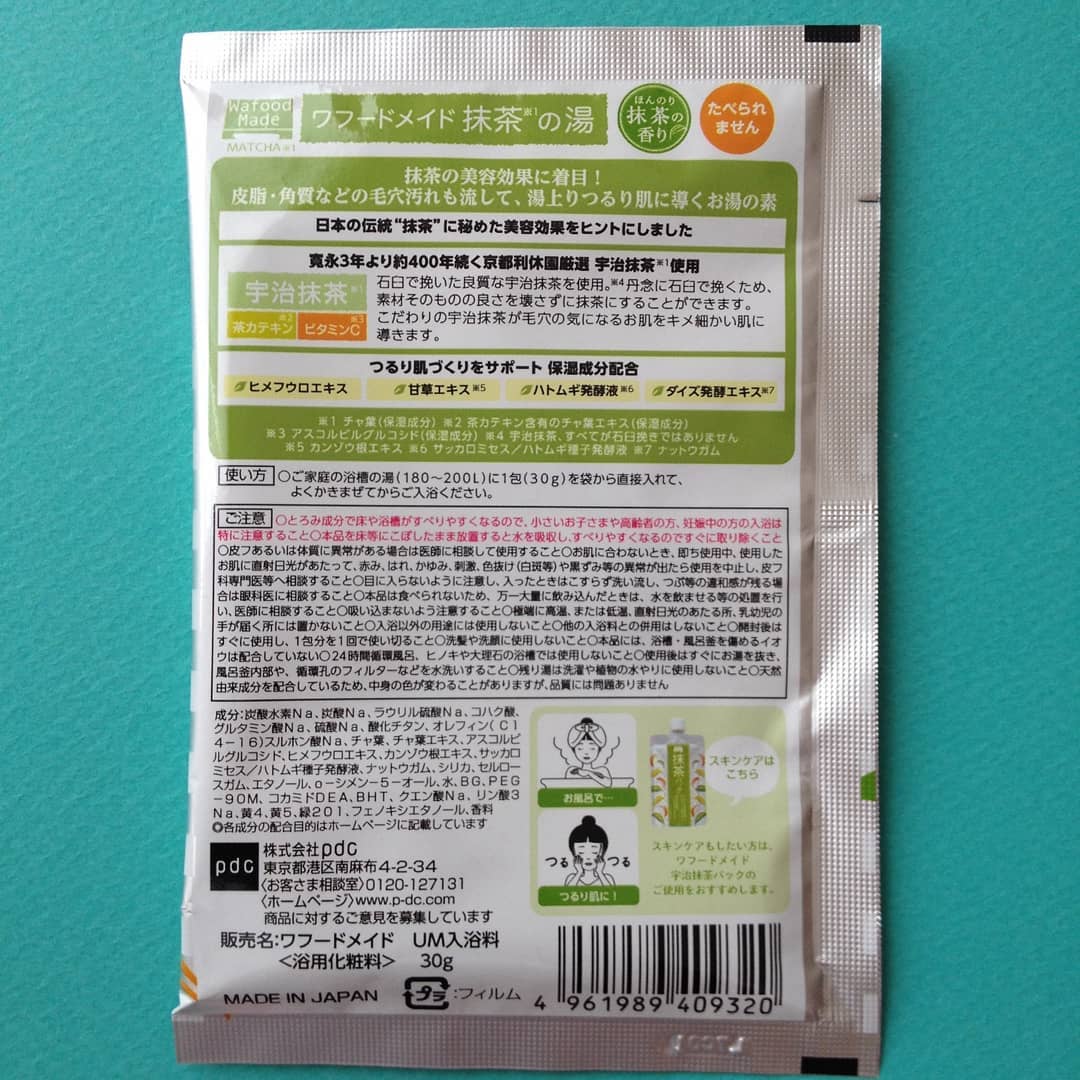 Wafood
Made
MATCHA※1
ワフードメイド 抹茶※1の湯
ほんのり
抹茶の
香り
たべられ
ません
抹茶の美容効果に着目！
皮脂・角質などの毛穴汚れも流して、湯上りつるり肌に導くお湯の素
日本の伝統“抹茶”に秘めた美容効果をヒントにしました
寛永3年より約400年続く京都利休園厳選 宇治抹茶※1使用
宇治抹茶※1
茶カテキン※2
ビタミンC※3
石臼で挽いた良質な宇治抹茶を使用。※4丹念に石臼で挽くため、
素材そのものの良さを壊さずに抹茶にすることができます。
こだわりの宇治抹茶が毛穴の気になるお肌をキメ細かい肌に
導きます。
つるり肌づくりをサポート 保湿成分配合
ヒメフウロエキス
甘草エキス※5
ハトムギ発酵液※6
ダイズ発酵エキス※7
※1 チャ葉(保湿成分) ※2 茶カテキン含有のチャ葉エキス(保湿成分)
※3 アスコルビルグルコシド(保湿成分) ※4 宇治抹茶、すべてが石臼挽きではありません
※5 カンゾウ根エキス ※6 サッカロミセス／ハトムギ種子発酵液 ※7 ナットウガム
使い方 ○ご家庭の浴槽の湯(180～200L)に1包(30g)を袋から直接入れて、
よくかきまぜてからご入浴ください。
ご注意 ○とろみ成分で床や浴槽がすべりやすくなるので、小さいお子さまや高齢者の方、妊娠中の方の入浴は
特に注意すること○本品を床等にこぼしたまま放置すると水を吸収し、すべりやすくなるのですぐに取り除くこと
○皮フあるいは体質に異常がある場合は医師に相談して使用すること○お肌に合わないとき、即ち使用中、使用した
お肌に直射日光があたって、赤み、はれ、かゆみ、刺激、色抜け(白斑等)や黒ずみ等の異常が出たら使用を中止し、皮フ
科専門医等へ相談すること○目に入らないように注意し、入ったときはこすらず洗い流し、つぶ等の違和感が残る場
合は眼科医に相談すること○本品は食べられないため、万一大量に飲み込んだときは、水を飲ませる等の処置を行
い、医師に相談すること○吸い込まないよう注意すること○極端に高温、または低温、直射日光のあたる所、乳幼児の
手が届く所には置かないこと○入浴以外の用途には使用しないこと○他の入浴料との併用はしないこと○開封後は
すぐに使用し、1包分を1回で使い切ること○洗髪や洗顔に使用しないこと○本品には、浴槽・風呂釜を傷めるイオ
ウは配合していない○24時間循環風呂、ヒノキや大理石の浴槽では使用しないこと○使用後はすぐにお湯を抜き、
風呂釜内部や、循環孔のフィルターなどを水洗いすること○残り湯は洗濯や植物の水やりに使用しないこと○天然
由来成分を配合しているため、中身の色が変わることがありますが、品質には問題ありません
成分:炭酸水素Na、炭酸Na、ラウリル硫酸Na、コハク酸、
グルタミン酸Na、硫酸Na、酸化チタン、オレフィン(C1
4-16)スルホン酸Na、チャ葉、チャ葉エキス、アスコルビ
ルグルコシド、ヒメフウロエキス、カンゾウ根エキス、サッカロ
ミセス／ハトムギ種子発酵液、ナットウガム、シリカ、セルロー
スガム、エタノール、o-シメン-5-オール、水、BG、PEG
-90M、コカミドDEA、BHT、クエン酸Na、リン酸3
Na、黄4、黄5、緑201、フェノキシエタノール、香料
◎各成分の配合目的はホームページに記載しています
お風呂で…
つる つる
つるり肌に！
抹茶
スキンケアは
こちら
スキンケアもしたい方は、
ワフードメイド
宇治抹茶パックの
ご使用をおすすめします。
pdc
株式会社pdc
東京都港区南麻布4-2-34
〈お客さま相談室〉0120-127131
〈ホームページ〉www.p-dc.com
商品に対するご意見を募集しています
販売名:ワフードメイド UM入浴料
＜浴用化粧料＞ 30g
MADE IN JAPAN
プラ :フィルム
4 961989 409320